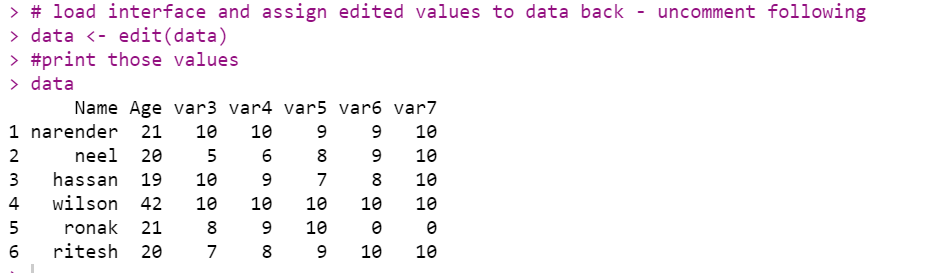 > # load interface and assign edited values to data back - uncomment following
> data <- edit(data)
> #print those values
> data
      Name Age var3 var4 var5 var6 var7
1 narender  21   10   10    9    9   10
2     neel  20    5    6    8    9   10
3   hassan  19   10    9    7    8   10
4   wilson  42   10   10   10   10   10
5    ronak  21    8    9   10    0    0
6   ritesh  20    7    8    9   10   10
>